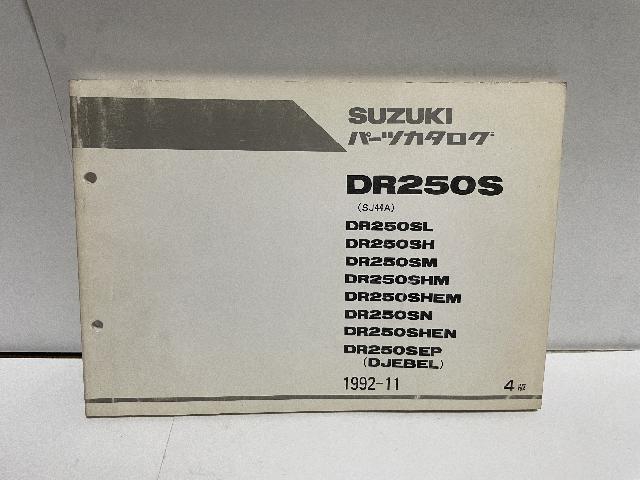 SUZUKI
パーツカタログ
DR250S
(SJ44A)
DR250SL
DR250SH
DR250SM
DR250SHM
DR250SHEM
DR250SN
DR250SHEN
DR250SEP
(DJEBEL)
1992-11
4版